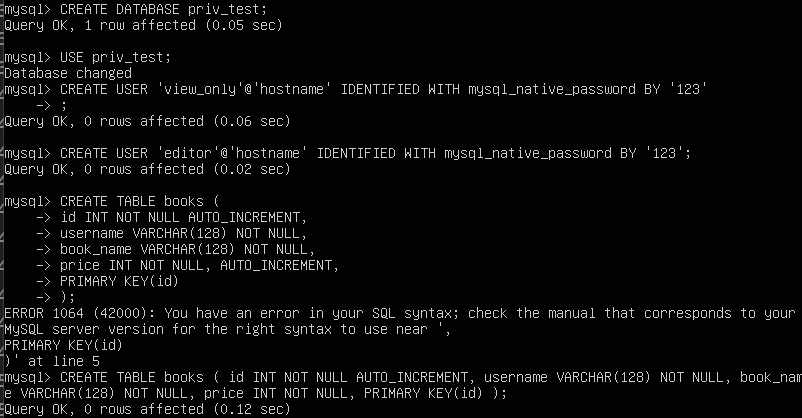 mysql> CREATE DATABASE priv_test;
Query OK, 1 row affected (0.05 sec)
mysql> USE priv_test;
Database changed
mysql> CREATE USER 'view_only'@'hostname' IDENTIFIED WITH mysql_native_password BY '123'
    -> ;
Query OK, 0 rows affected (0.06 sec)
mysql> CREATE USER 'editor'@'hostname' IDENTIFIED WITH mysql_native_password BY '123';
Query OK, 0 rows affected (0.02 sec)
mysql> CREATE TABLE books (
    -> id INT NOT NULL AUTO_INCREMENT,
    -> username VARCHAR(128) NOT NULL,
    -> book_name VARCHAR(128) NOT NULL,
    -> price INT NOT NULL, AUTO_INCREMENT,
    -> PRIMARY KEY(id)
    -> );
ERROR 1064 (42000): You have an error in your SQL syntax; check the manual that corresponds to your
MySQL server version for the right syntax to use near ',
PRIMARY KEY(id)
)' at line 5
mysql> CREATE TABLE books ( id INT NOT NULL AUTO_INCREMENT, username VARCHAR(128) NOT NULL, book_nam
e VARCHAR(128) NOT NULL, price INT NOT NULL, PRIMARY KEY(id) );
Query OK, 0 rows affected (0.12 sec)